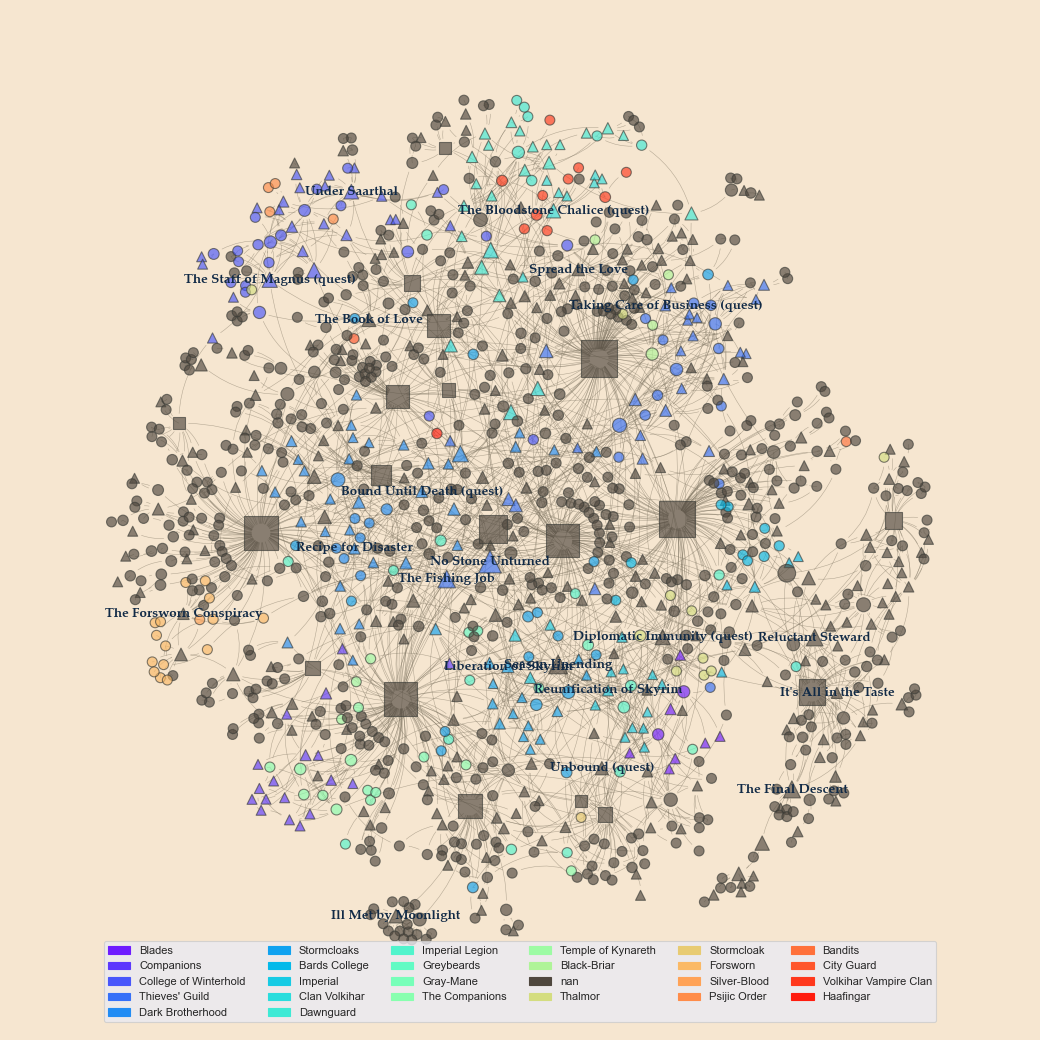 Under Saarthal
The Bloodstone Chalice (quest)
Spread the Love
The Staff of Magnus (quest)
Taking Care of Business (quest)
The Book of Love
Bound Until Death (quest)
Recipe for Disaster
No Stone Unturned
The Fishing Job
The Forsworn Conspiracy
Diplomatic Immunity (quest)
Reluctant Steward
Liberation of Skyrim
Season Unending
Reunification of Skyrim
It's All in the Taste
Unbound (quest)
The Final Descent
Ill Met by Moonlight
Blades
Companions
College of Winterhold
Thieves' Guild
Dark Brotherhood
Stormcloaks
Bards College
Imperial
Clan Volkihar
Dawnguard
Imperial Legion
Greybeards
Gray-Mane
The Companions
Temple of Kynareth
Black-Briar
nan
Thalmor
Stormcloak
Forsworn
Silver-Blood
Psijic Order
Bandits
City Guard
Volkihar Vampire Clan
Haafingar